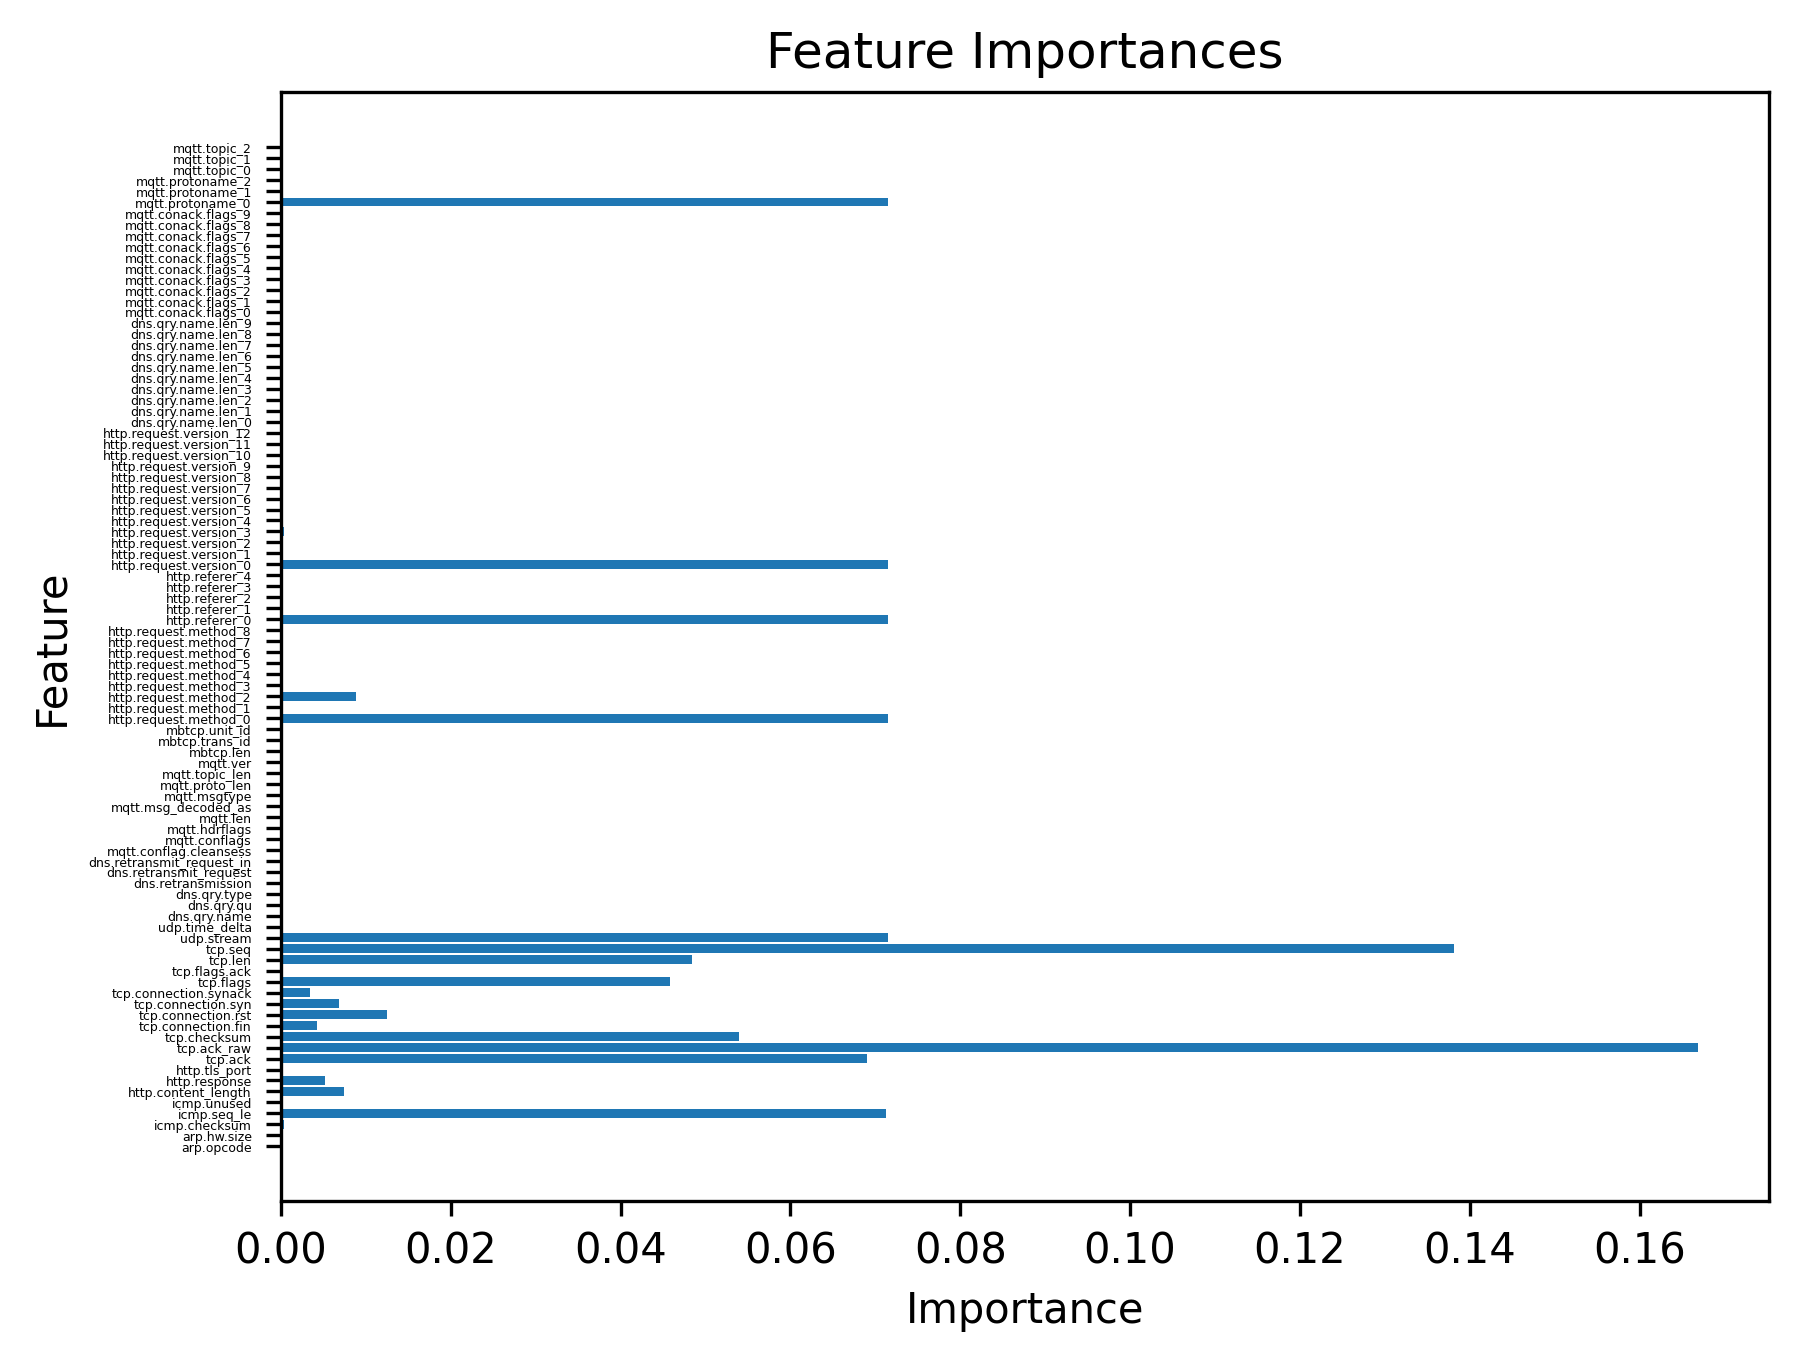 Feature Importances
mqtt.topic_2
mqtt.topic_1
mqtt.topic_0
mqtt.protoname_2
mqtt.protoname_1
mqtt.protoname_0
mqtt.conack.flags_9
mqtt.conack.flags_8
mqtt.conack.flags_7
mqtt.conack.flags_6
mqtt.conack.flags_5
mqtt.conack.flags_4
mqtt.conack.flags_3
mqtt.conack.flags_2
mqtt.conack.flags_1
mqtt.conack.flags_0
dns.qry.name.len_9
dns.qry.name.len_8
dns.qry.name.len_7
dns.qry.name.len_6
dns.qry.name.len_5
dns.qry.name.len_4
dns.qry.name.len_3
dns.qry.name.len_2
dns.qry.name.len_1
dns.qry.name.len_0
http.request.version_12
http.request.version_11
http.request.version_10
http.request.version_9
http.request.version_8
http.request.version_7
http.request.version_6
http.request.version_5
http.request.version_4
http.request.version_3
http.request.version_2
http.request.version_1
http.request.version_0
http.referer_4
http.referer_3
http.referer_2
http.referer_1
http.referer_0
http.request.method_8
http.request.method_7
http.request.method_6
http.request.method_5
http.request.method_4
http.request.method_3
http.request.method_2
http.request.method_1
http.request.method_0
mbtcp.unit_id
mbtcp.trans_id
mbtcp.len
mqtt.ver
mqtt.topic_len
mqtt.proto_len
mqtt.msgtype
mqtt.msg_decoded_as
mqtt.len
mqtt.hdrflags
mqtt.conflags
mqtt.conflag.cleansess
dns.retransmit_request_in
dns.retransmit_request
dns.retransmission
dns.qry.type
dns.qry.qu
dns.qry.name
udp.time_delta
udp.stream
tcp.seq
tcp.len
tcp.flags.ack
tcp.flags
tcp.connection.synack
tcp.connection.syn
tcp.connection.rst
tcp.connection.fin
tcp.checksum
tcp.ack_raw
tcp.ack
http.tls_port
http.response
http.content_length
icmp.unused
icmp.seq_le
icmp.checksum
arp.hw.size
arp.opcode
Feature
0.00 0.02 0.04 0.06 0.08 0.10 0.12 0.14 0.16
Importance